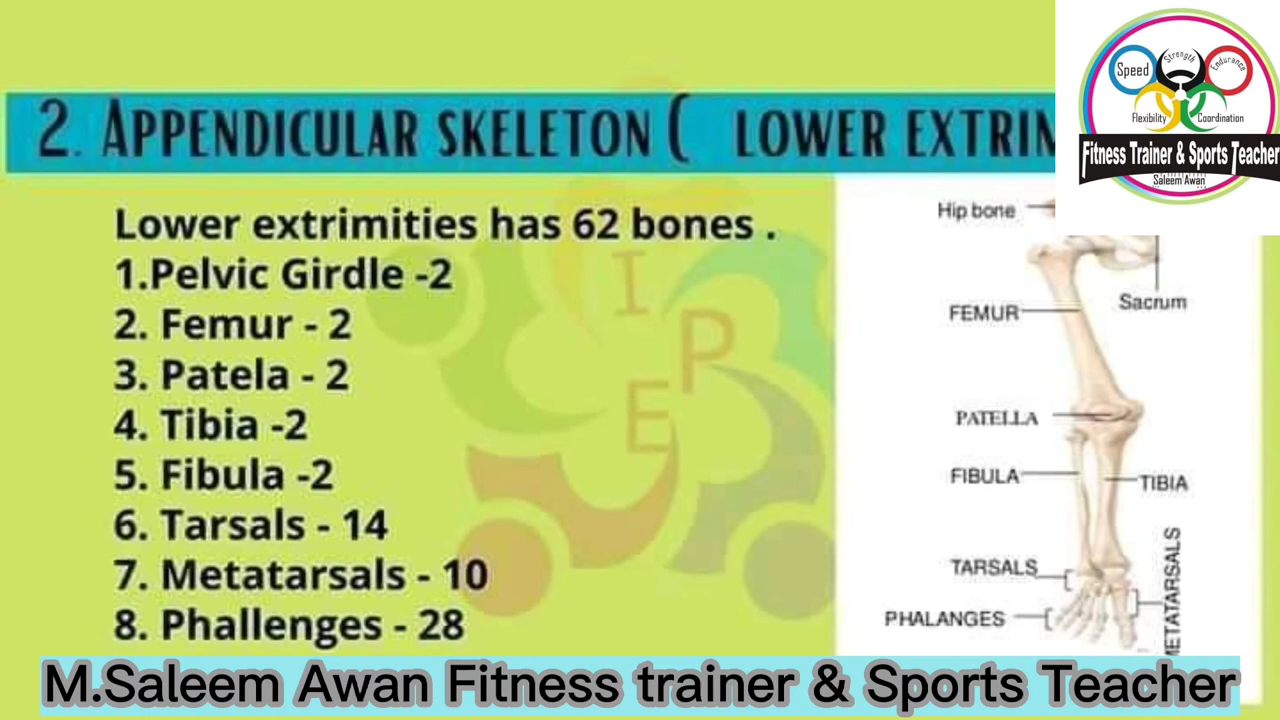 2. APPENDICULAR SKELETON ( LOWER EXTRIM
Speed
Strength
Endurance
Flexibility
Coordination
Fitness Trainer & Sports Teacher
Saleem Awan
Lower extrimities has 62 bones .
1.Pelvic Girdle -2
2. Femur - 2
3. Patela - 2
4. Tibia -2
5. Fibula -2
6. Tarsals - 14
7. Metatarsals - 10
8. Phallenges - 28
I
P
E
Hip bone
Sacrum
FEMUR
PATELLA
FIBULA
TIBIA
TARSALS
METATARSALS
PHALANGES
M.Saleem Awan Fitness trainer & Sports Teacher